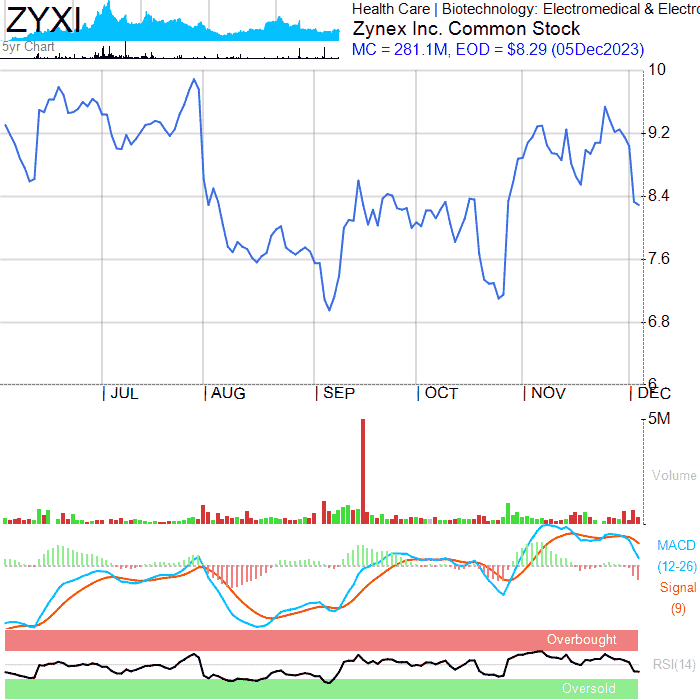 ZYXI
5yr Chart
Health Care | Biotechnology: Electromedical & Electro
Zynex Inc. Common Stock
MC = 281.1M, EOD = $8.29 (05Dec2023)
10
9.2
8.4
7.6
6.8
6
| JUL | AUG | SEP | OCT | NOV | DEC
5M
Volume
MACD
(12-26)
Signal
(9)
Overbought
RSI(14)
Oversold